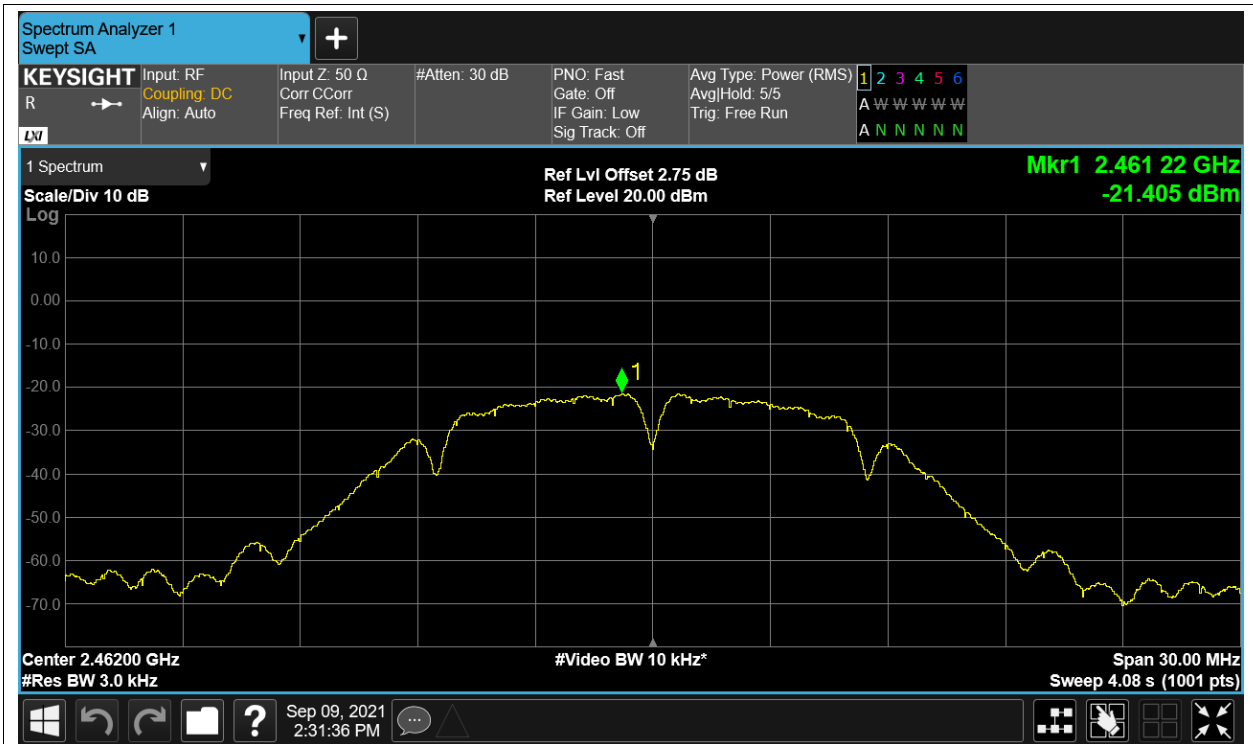 Spectrum Analyzer 1
Swept SA
KEYSIGHT
R
LXI
Input: RF
Coupling: DC
Align: Auto
Input Z: 50 Ω
Corr CCorr
Freq Ref: Int (S)
#Atten: 30 dB
PNO: Fast
Gate: Off
IF Gain: Low
Sig Track: Off
Avg Type: Power (RMS)
Avg|Hold: 5/5
Trig: Free Run
1 2 3 4 5 6
A W W W W W
A N N N N N
1 Spectrum
Scale/Div 10 dB
Log
Ref Lvl Offset 2.75 dB
Ref Level 20.00 dBm
Mkr1 2.461 22 GHz
-21.405 dBm
10.0
0.00
-10.0
1
-20.0
-30.0
-40.0
-50.0
-60.0
-70.0
Center 2.46200 GHz
#Res BW 3.0 kHz
#Video BW 10 kHz*
Span 30.00 MHz
Sweep 4.08 s (1001 pts)
?
Sep 09, 2021
2:31:36 PM